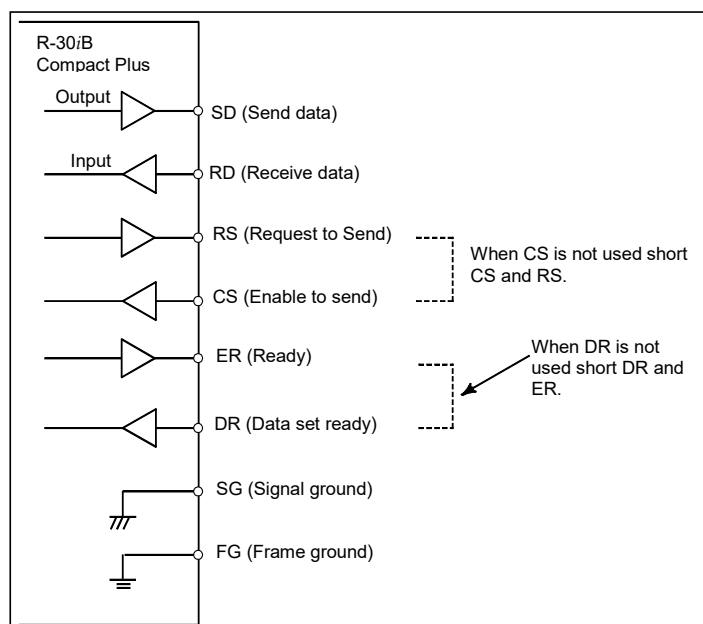 R-30iB
Compact Plus
Output
SD (Send data)
Input
RD (Receive data)
RS (Request to Send)
When CS is not used short
CS and RS.
CS (Enable to send)
ER (Ready)
When DR is not
used short DR and
ER.
DR (Data set ready)
SG (Signal ground)
FG (Frame ground)